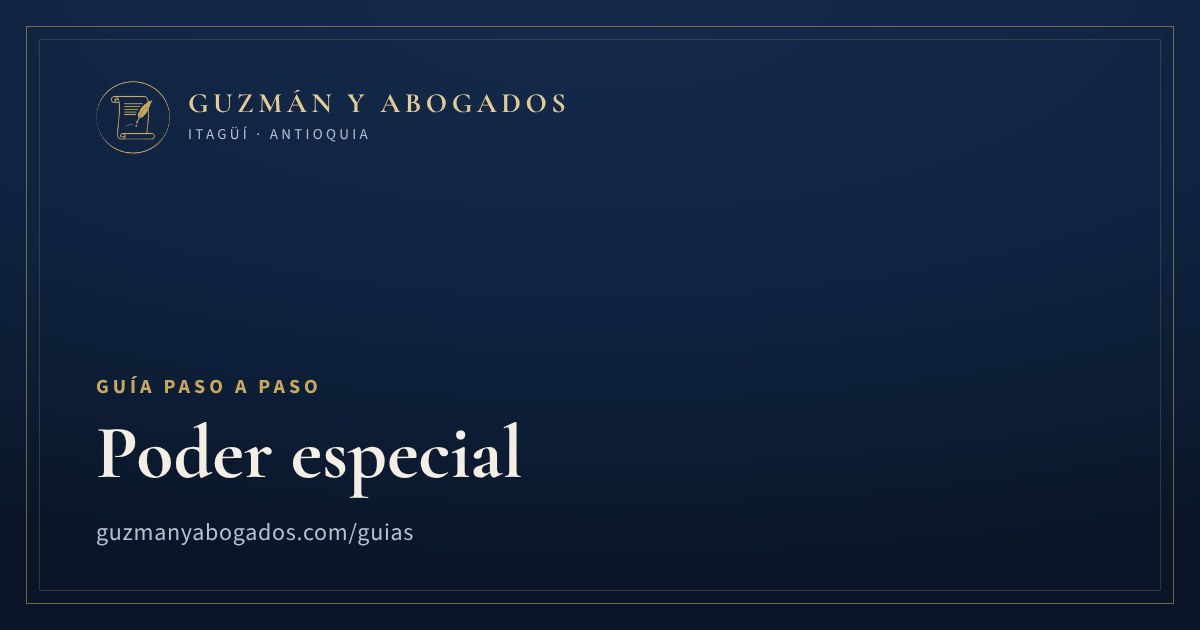 GUZMÁN Y ABOGADOS
ITAGÜÍ · ANTIOQUIA
GUÍA PASO A PASO
Poder especial
guzmanyabogados.com/guias